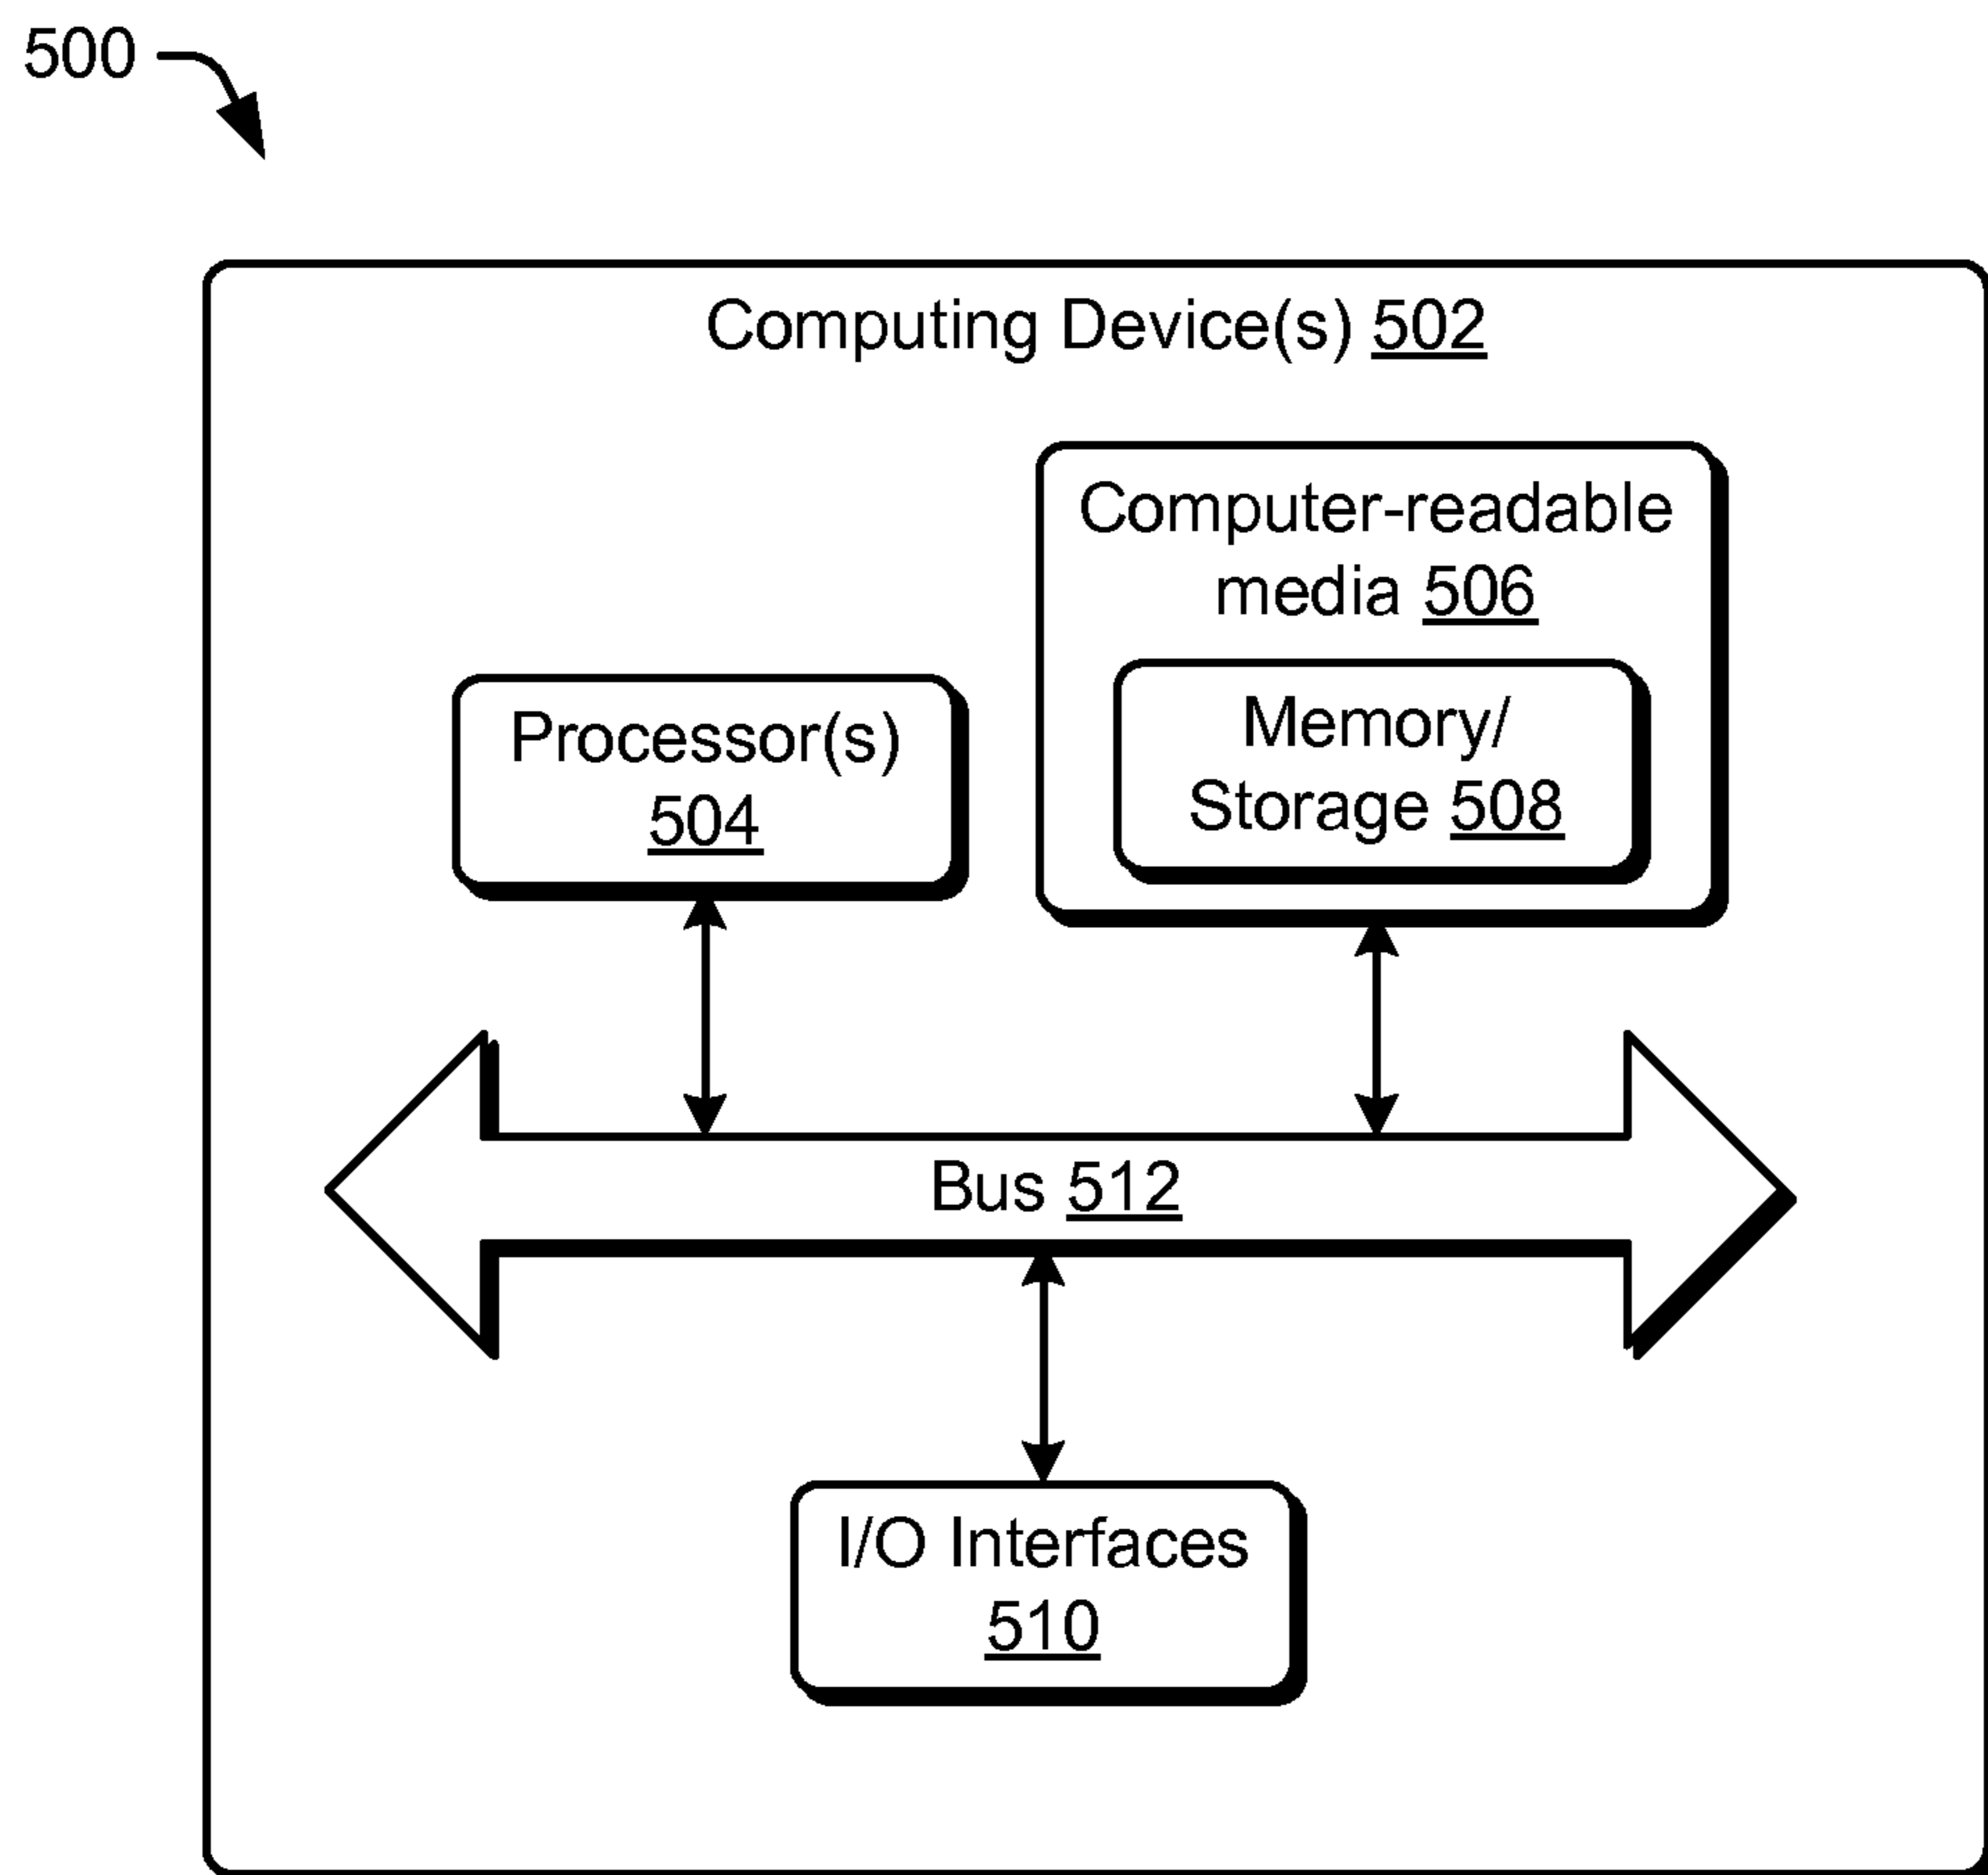 500
Computing Device(s) 502
Computer-readable
media 506
Memory/
Storage 508
Processor(s)
504
Bus 512
I/O Interfaces
510